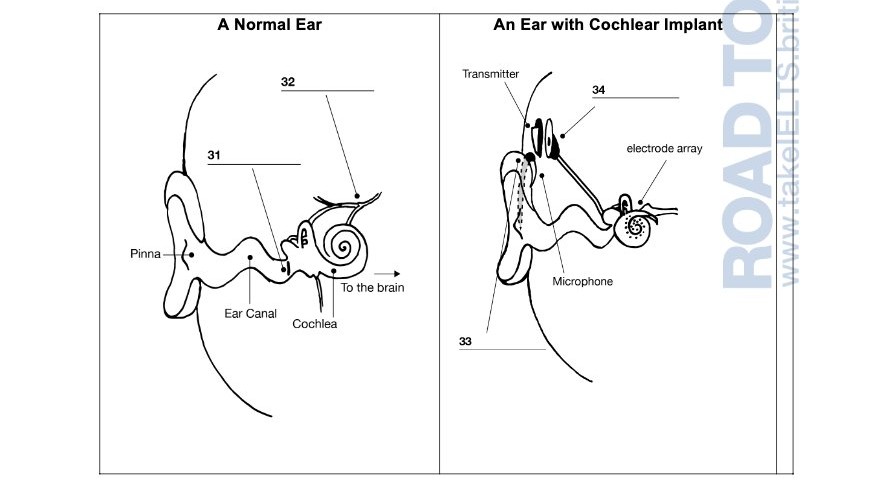 A Normal Ear
32
31
Pinna
Ear Canal
Cochlea
To the brain
An Ear with Cochlear Implant
Transmitter
34
electrode array
Microphone
33
ROAD TO
www.takeIELTS.briti